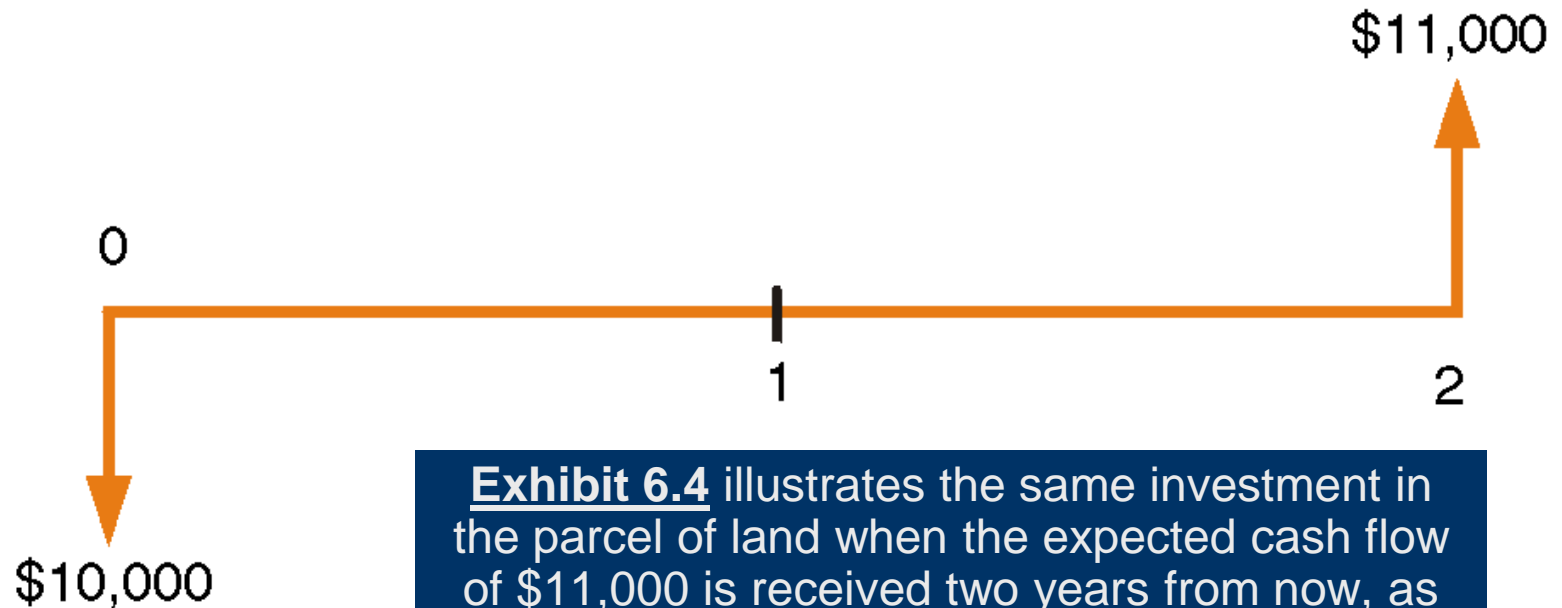 $11,000
0
1
2
$10,000
Exhibit 6.4 illustrates the same investment in
the parcel of land when the expected cash flow
of $11,000 is received two years from now, as